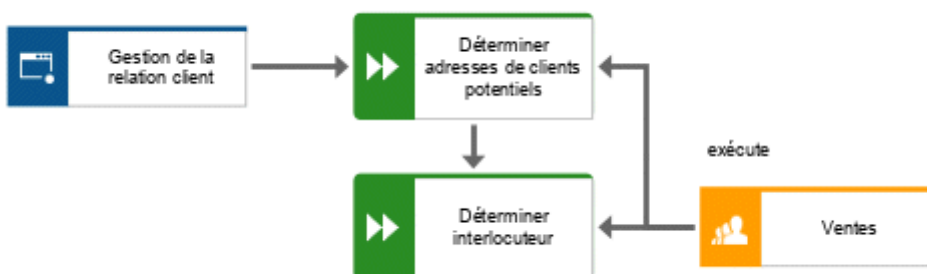 Gestion de la
relation client
Déterminer
adresses de clients
potentiels
exécute
Déterminer
interlocuteur
Ventes